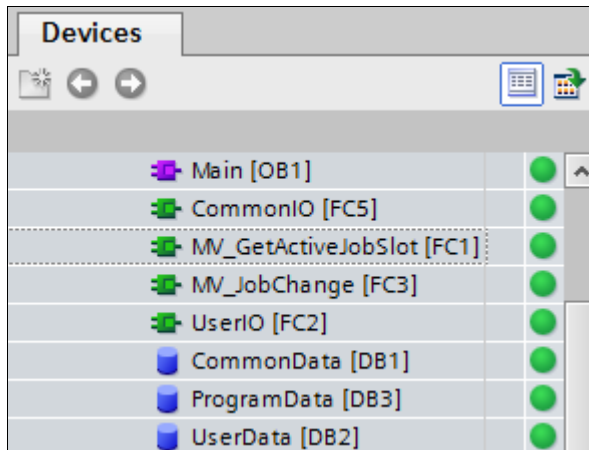 Devices
Main [OB1]
CommonIO [FC5]
MV_GetActiveJobSlot [FC1]
MV_JobChange [FC3]
UserIO [FC2]
CommonData [DB1]
ProgramData [DB3]
UserData [DB2]